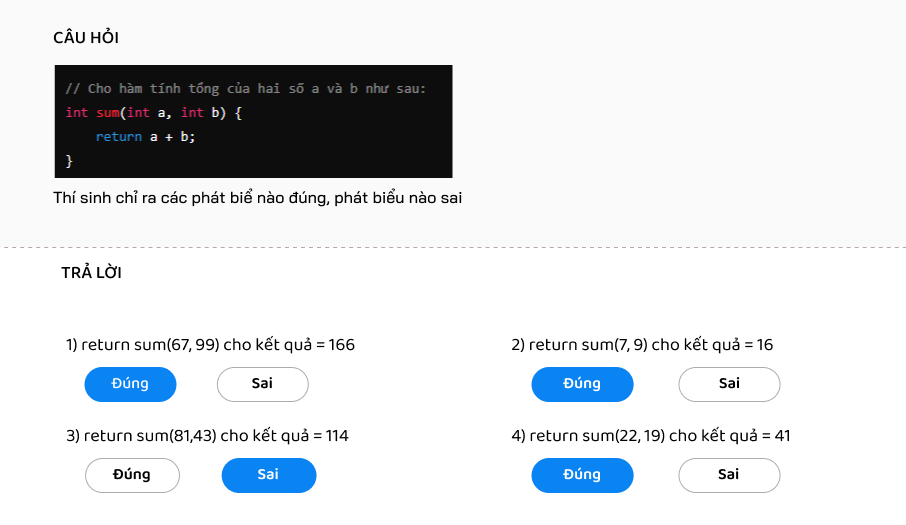 CÂU HỎI
// Cho hàm tính tổng của hai số a và b như sau:
int sum(int a, int b) {
return a + b;
}
Thí sinh chỉ ra các phát biể nào đúng, phát biểu nào sai
TRẢ LỜI
1) return sum(67, 99) cho kết quả = 166
2) return sum(7, 9) cho kết quả = 16
Đúng Sai
Đúng Sai
3) return sum(81,43) cho kết quả = 114
4) return sum(22, 19) cho kết quả = 41
Đúng Sai
Đúng Sai